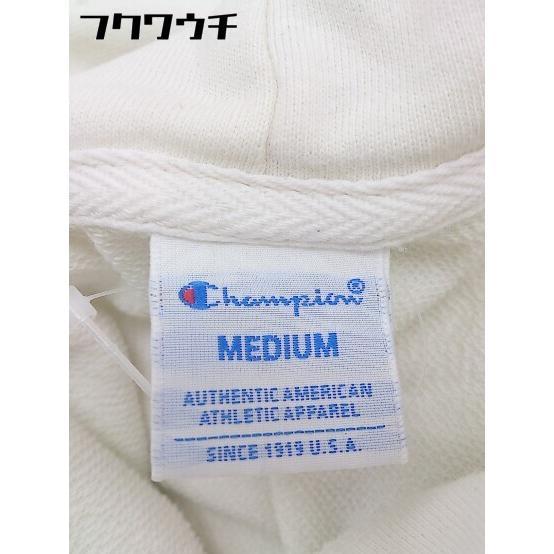 フクワウチ
Champion®
MEDIUM
AUTHENTIC AMERICAN
ATHLETIC APPAREL
SINCE 1919 U.S.A.